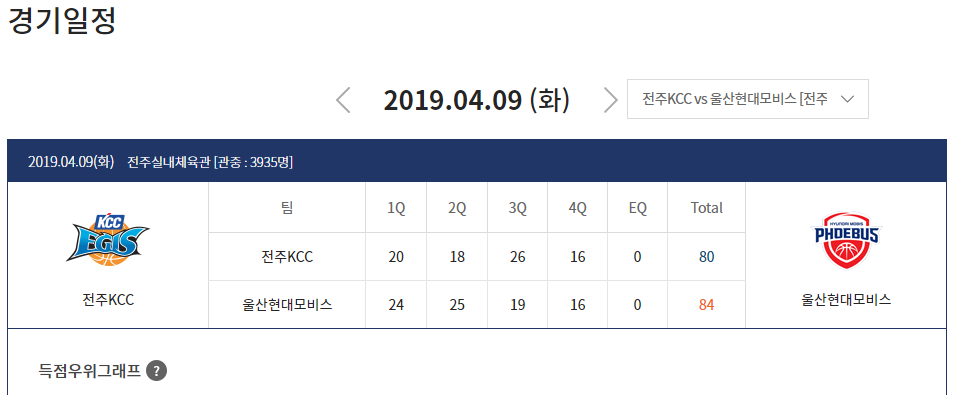 경기일정
2019.04.09 (화)
전주KCC vs 울산현대모비스 [전주
2019.04.09(화) 전주실내체육관 [관중 : 3935명]
팀 1Q 2Q 3Q 4Q EQ Total
전주KCC 20 18 26 16 0 80
울산현대모비스 24 25 19 16 0 84
KCC
EGIS
전주KCC
HYUNDAI MOBIS
PHOEBUS
울산현대모비스
득점우위그래프 ?